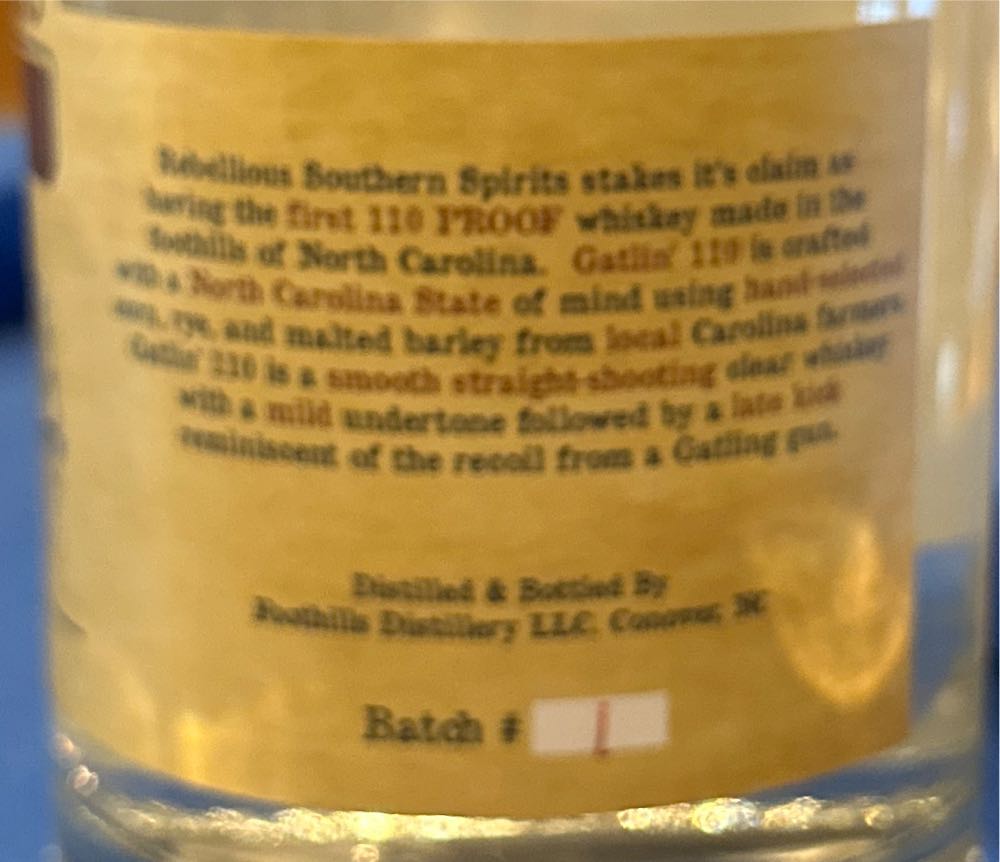 Rebellious Southern Spirits stakes it's claim as
having the first 110 PROOF whiskey made in the
foothills of North Carolina. Gatlin' 110 is crafted
with a North Carolina State of mind using hand-selected
corn, rye, and malted barley from local Carolina farmers.
Gatlin' 110 is a smooth straight-shooting clear whiskey
with a mild undertone followed by a late kick
reminiscent of the recoil from a Gatling gun.
Distilled & Bottled By
Foothills Distillery LLC. Conover, NC
Batch # 1